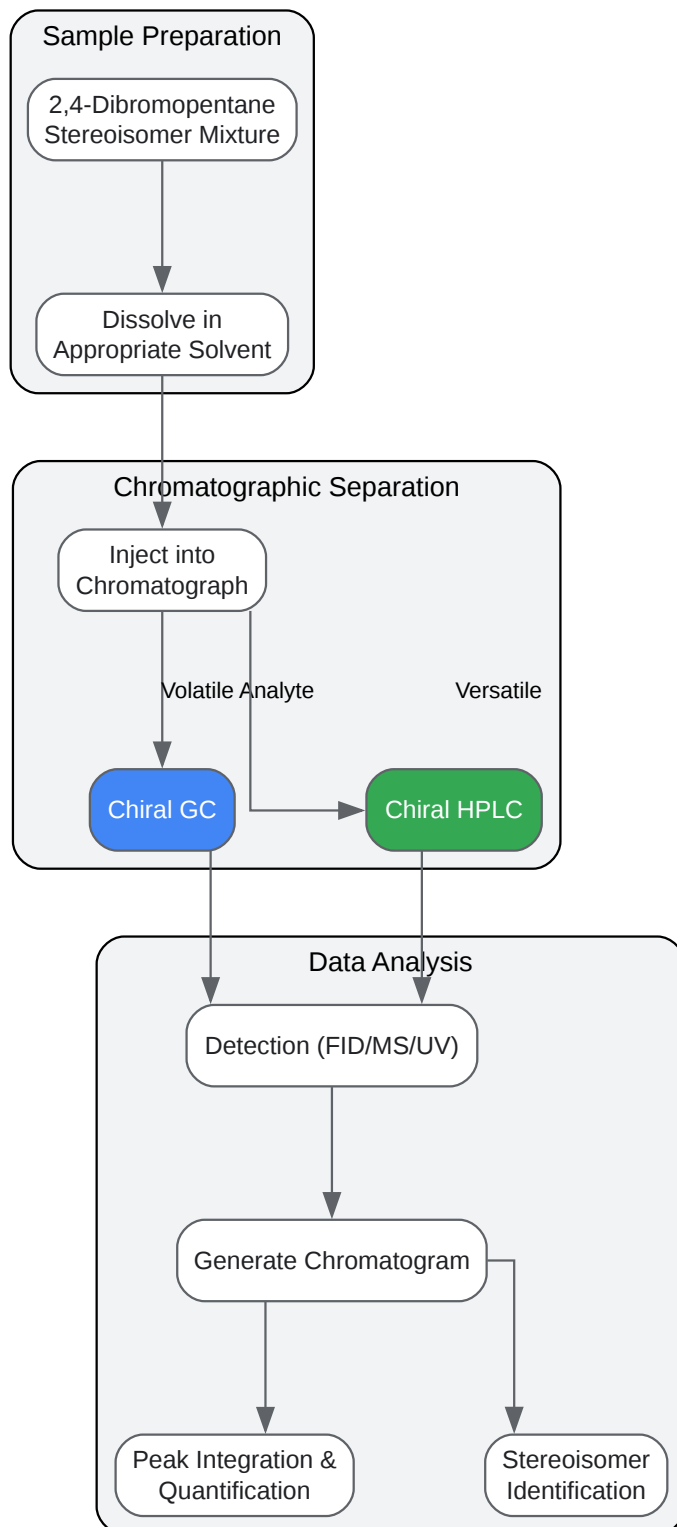 Sample Preparation
2,4-Dibromopentane
Stereoisomer Mixture
Dissolve in
Appropriate Solvent
Chromatographic Separation
Inject into
Chromatograph
Volatile Analyte
Versatile
Chiral GC
Chiral HPLC
Data Analysis
Detection (FID/MS/UV)
Generate Chromatogram
Peak Integration &
Quantification
Stereoisomer
Identification